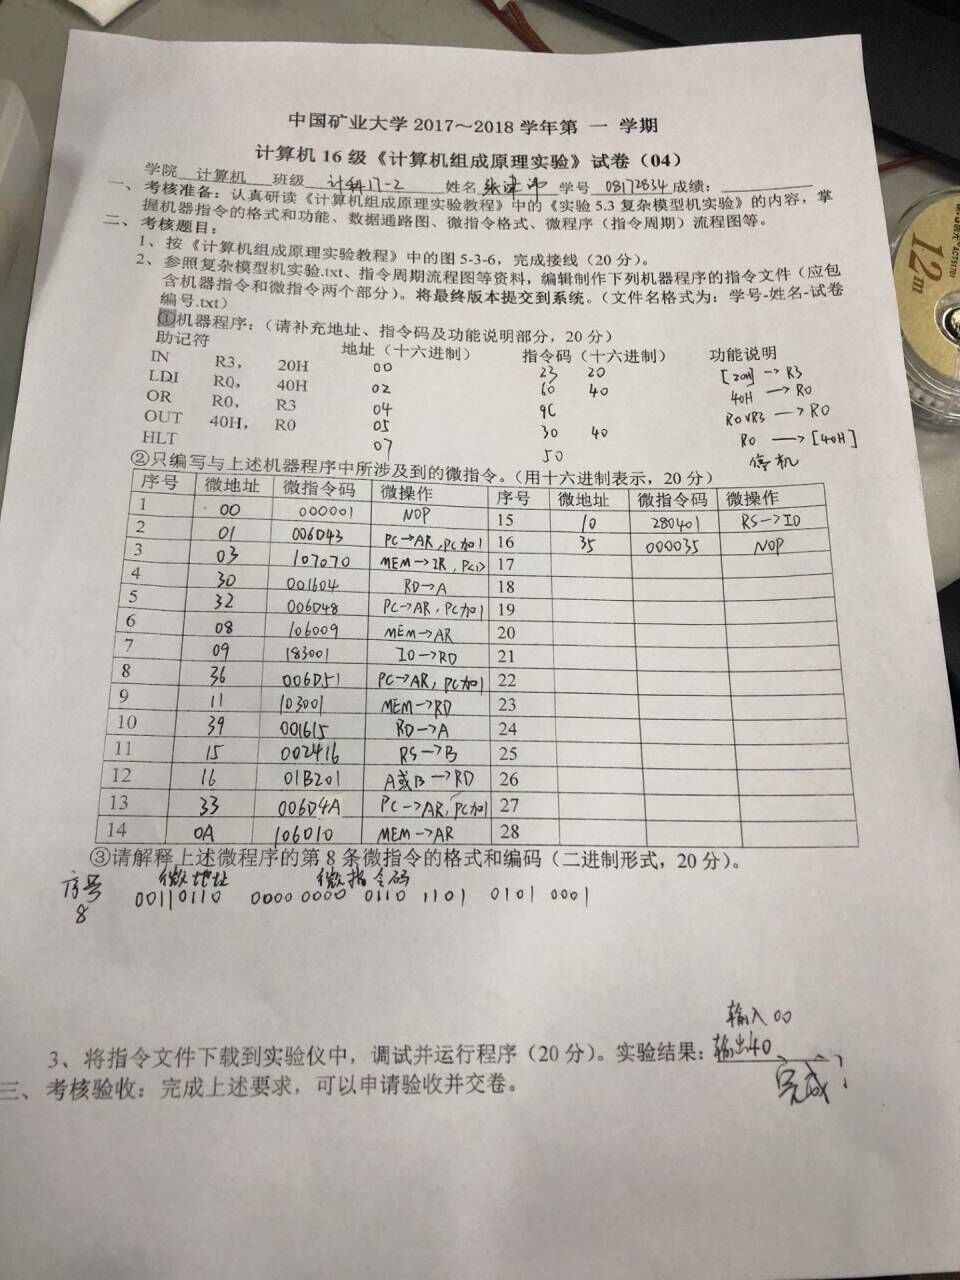 中国矿业大学 2017～2018 学年第 一 学期
计算机 16 级《计算机组成原理实验》试卷（04）
学院 计算机 班级 计科17-2 姓名 张 学号 08172834 成绩：
一、考核准备：认真研读《计算机组成原理实验教程》中的《实验 5.3 复杂模型机实验》的内容，掌
握机器指令的格式和功能、数据通路图、微指令格式、微程序（指令周期）流程图等。
二、考核题目：
1、按《计算机组成原理实验教程》中的图 5-3-6，完成接线（20 分）。
2、参照复杂模型机实验.txt、指令周期流程图等资料，编辑制作下列机器程序的指令文件（应包
含机器指令和微指令两个部分）。将最终版本提交到系统。（文件名格式为：学号-姓名-试卷
编号.txt）
①机器程序：（请补充地址、指令码及功能说明部分，20 分）
助记符 地址（十六进制） 指令码（十六进制） 功能说明
IN R3, 20H 00 23 20 [20H] → R3
LDI R0, 40H 02 60 40 40H → R0
OR R0, R3 04 9C R0VR3 → R0
OUT 40H, R0 05 30 40 R0 → [40H]
HLT 07 50 停机
②只编写与上述机器程序中所涉及到的微指令。（用十六进制表示，20 分）
序号 微地址 微指令码 微操作 序号 微地址 微指令码 微操作
1 00 000001 NOP 15 10 280401 RS→IO
2 01 006D43 PC→AR,PC加1 16 35 000035 NOP
3 03 107070 MEM→IR, P<1> 17
4 30 001604 RD→A 18
5 32 006D48 PC→AR,PC加1 19
6 08 106009 MEM→AR 20
7 09 183001 IO→RD 21
8 36 006D51 PC→AR,PC加1 22
9 11 103001 MEM→RD 23
10 39 001615 RD→A 24
11 15 002416 RS→B 25
12 16 01B201 A或B→RD 26
13 33 006D4A PC→AR,PC加1 27
14 0A 106010 MEM→AR 28
③请解释上述微程序的第 8 条微指令的格式和编码（二进制形式，20 分）。
序号 微地址 微指令码
8 00110110 0000 0000 0110 1101 0101 0001
输入 00
3、将指令文件下载到实验仪中，调试并运行程序（20 分）。实验结果：输出40
三、考核验收：完成上述要求，可以申请验收并交卷。
完成
12m